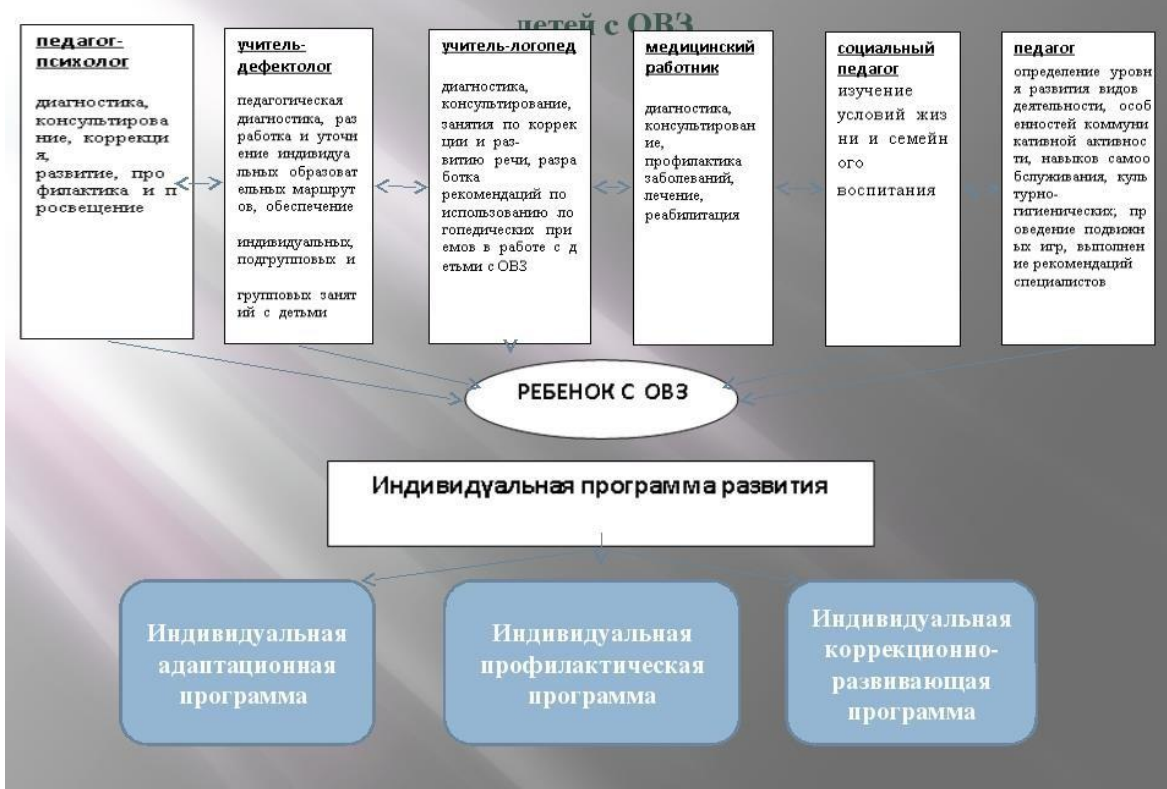 детей с ОВЗ
педагог-
психолог
диагностика,
консультирова
ние, коррекци
я,
развитие, про
филактика и п
росвещение
учитель-
дефектолог
педагогическая
диагностика, раз
работка и уточн
ение индивидуа
льных образоват
ельных маршрут
ов, обеспечение
индивидуальных,
подгрупповых и
групповых занят
ий с детьми
учитель-логопед
диагностика,
консультирование,
занятия по коррек
ции и раз-
витию речи, разра
ботка
рекомендаций по
использованию ло
гопедических при
емов в работе с д
етьми с ОВЗ
медицинский
работник
диагностика,
консультирован
ие,
профилактика
заболеваний,
лечение,
реабилитация
социальный
педагог
изучение
условий жиз
ни и семейн
ого
воспитания
педагог
определение уровн
я развития видов
деятельности, особ
енностей коммуни
кативной активнос
ти, навыков самоо
бслуживания, куль
турно-
гигиенических; пр
оведение подвижн
ых игр, выполнен
ие рекомендаций
специалистов
РЕБЕНОК С ОВЗ
Индивидуальная программа развития
Индивидуальная
адаптационная
программа
Индивидуальная
профилактическая
программа
Индивидуальная
коррекционно-
развивающая
программа